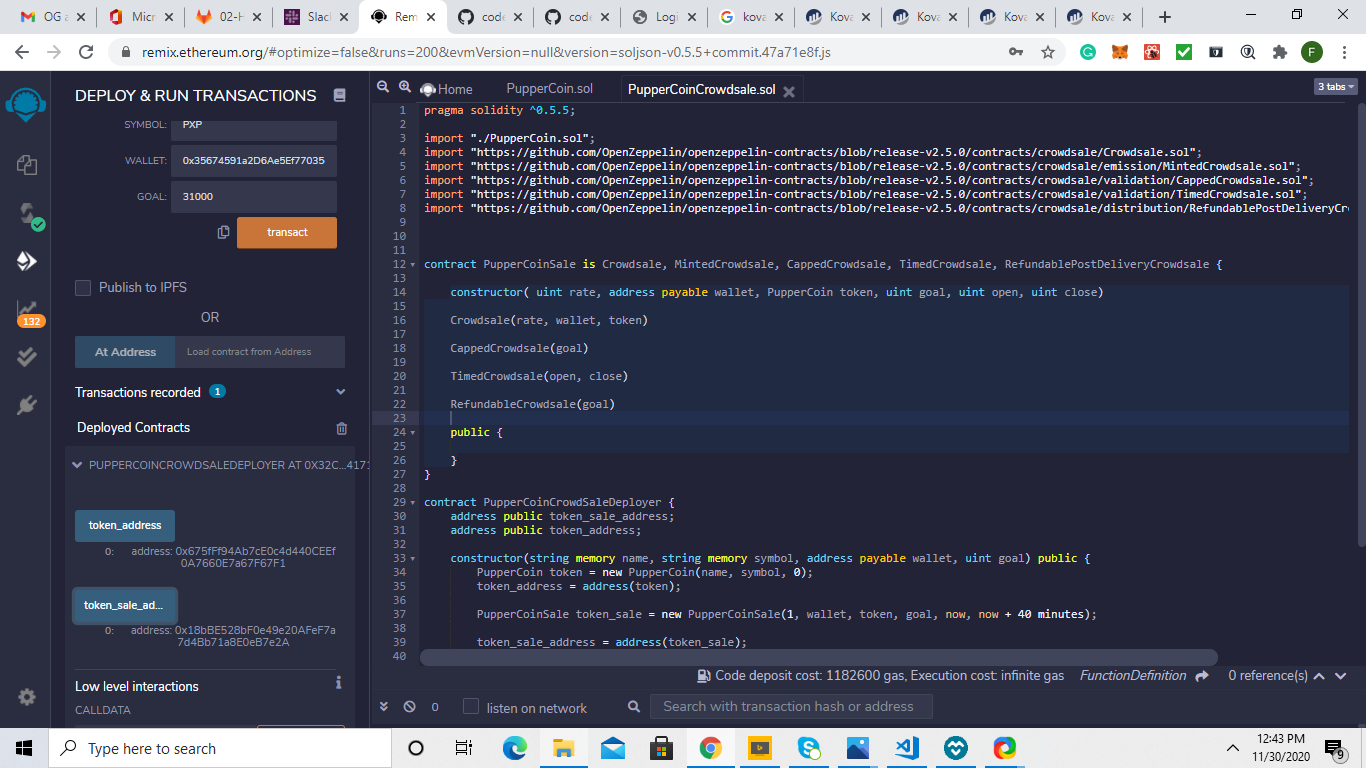 OG a
Micr
02-H
Slac
Rem
code
code
Logi
kova
Kova
Kova
Kova
Kova
remix.ethereum.org/#optimize=false&runs=200&evmVersion=null&version=soljson-v0.5.5+commit.47a71e8f.js
F
DEPLOY & RUN TRANSACTIONS
SYMBOL: PXP
WALLET: 0x35674591a2D6Ae5Ef77035
GOAL: 31000
transact
Publish to IPFS
OR
At Address Load contract from Address
Transactions recorded 1
Deployed Contracts
PUPPERCOINCROWDSALEDEPLOYER AT 0X32C...4171
token_address
0: address: 0x675fFf94Ab7cE0c4d440CEEf
0A7660E7a67F67F1
token_sale_ad...
0: address: 0x18bBE528bF0e49e20AFeF7a
7d4Bb71a8E0eB7e2A
Low level interactions
CALLDATA
132
Home PupperCoin.sol PupperCoinCrowdsale.sol 3 tabs
1 pragma solidity ^0.5.5;
2
3 import "./PupperCoin.sol";
4 import "https://github.com/OpenZeppelin/openzeppelin-contracts/blob/release-v2.5.0/contracts/crowdsale/Crowdsale.sol";
5 import "https://github.com/OpenZeppelin/openzeppelin-contracts/blob/release-v2.5.0/contracts/crowdsale/emission/MintedCrowdsale.sol";
6 import "https://github.com/OpenZeppelin/openzeppelin-contracts/blob/release-v2.5.0/contracts/crowdsale/validation/CappedCrowdsale.sol";
7 import "https://github.com/OpenZeppelin/openzeppelin-contracts/blob/release-v2.5.0/contracts/crowdsale/validation/TimedCrowdsale.sol";
8 import "https://github.com/OpenZeppelin/openzeppelin-contracts/blob/release-v2.5.0/contracts/crowdsale/distribution/RefundablePostDeliveryCro
9
10
11
12 contract PupperCoinSale is Crowdsale, MintedCrowdsale, CappedCrowdsale, TimedCrowdsale, RefundablePostDeliveryCrowdsale {
13
14 constructor( uint rate, address payable wallet, PupperCoin token, uint goal, uint open, uint close)
15
16 Crowdsale(rate, wallet, token)
17
18 CappedCrowdsale(goal)
19
20 TimedCrowdsale(open, close)
21
22 RefundableCrowdsale(goal)
23
24 public {
25
26 }
27 }
28
29 contract PupperCoinCrowdSaleDeployer {
30 address public token_sale_address;
31 address public token_address;
32
33 constructor(string memory name, string memory symbol, address payable wallet, uint goal) public {
34 PupperCoin token = new PupperCoin(name, symbol, 0);
35 token_address = address(token);
36
37 PupperCoinSale token_sale = new PupperCoinSale(1, wallet, token, goal, now, now + 40 minutes);
38
39 token_sale_address = address(token_sale);
40
Code deposit cost: 1182600 gas, Execution cost: infinite gas FunctionDefinition 0 reference(s)
0 listen on network Search with transaction hash or address
Type here to search
12:43 PM
11/30/2020
9